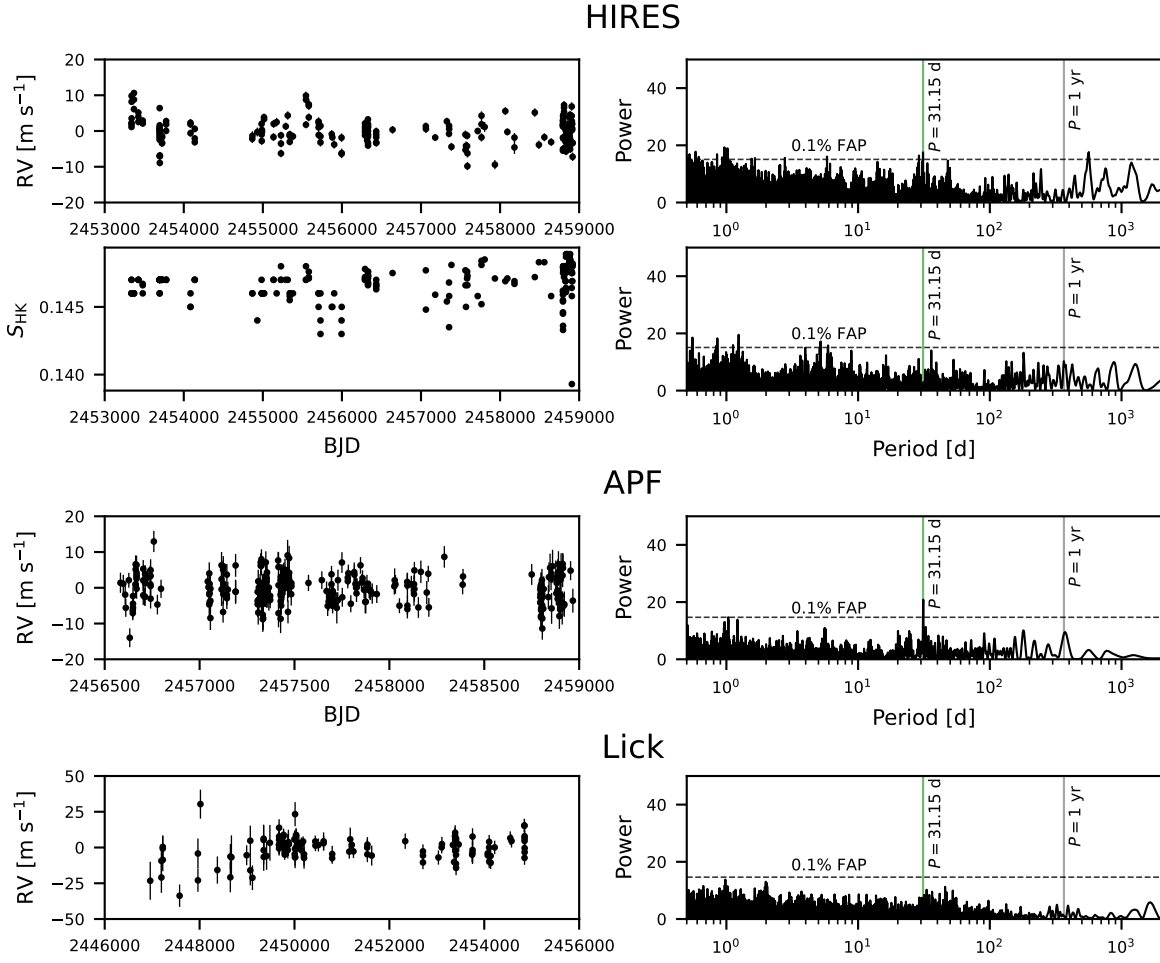 HIRES
20
10
0
−10
−20
RV [m s⁻¹]
2453000 2454000 2455000 2456000 2457000 2458000 2459000
40
20
0
Power
0.1% FAP
P = 31.15 d
P = 1 yr
10⁰ 10¹ 10² 10³
0.145
0.140
S_HK
2453000 2454000 2455000 2456000 2457000 2458000 2459000
BJD
40
20
0
Power
0.1% FAP
P = 31.15 d
P = 1 yr
10⁰ 10¹ 10² 10³
Period [d]
APF
20
10
0
−10
−20
RV [m s⁻¹]
2456500 2457000 2457500 2458000 2458500 2459000
BJD
40
20
0
Power
0.1% FAP
P = 31.15 d
P = 1 yr
10⁰ 10¹ 10² 10³
Period [d]
Lick
50
25
0
−25
−50
RV [m s⁻¹]
2446000 2448000 2450000 2452000 2454000 2456000
40
20
0
Power
0.1% FAP
P = 31.15 d
P = 1 yr
10⁰ 10¹ 10² 10³